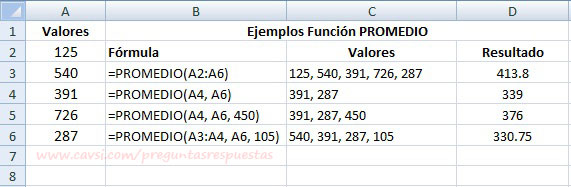 A B C D
1 Valores Ejemplos Función PROMEDIO
2 125 Fórmula Valores Resultado
3 540 =PROMEDIO(A2:A6) 125, 540, 391, 726, 287 413.8
4 391 =PROMEDIO(A4, A6) 391, 287 339
5 726 =PROMEDIO(A4, A6, 450) 391, 287, 450 376
6 287 =PROMEDIO(A3:A4, A6, 105) 540, 391, 287, 105 330.75
7 www.cavsi.com/preguntasrespuestas
8